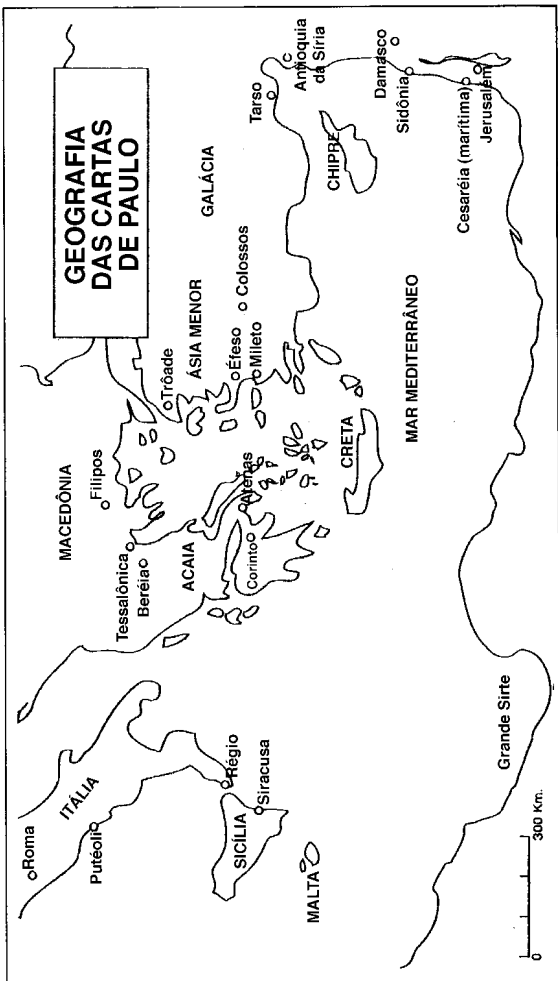 GEOGRAFIA
DAS CARTAS
DE PAULO
Roma
ITÁLIA
Putéoli
Régio
SICÍLIA
Siracusa
MALTA
MACEDÔNIA
Filipos
Tessalônica
Beréia
ACAIA
Atenas
Corinto
Trôade
ÁSIA MENOR
Éfeso
Mileto
Colossos
GALÁCIA
Tarso
Antioquia
da Síria
CHIPRE
Damasco
Sidônia
Cesaréia (marítima)
Jerusalém
CRETA
MAR MEDITERRÂNEO
Grande Sirte
0 300 Km.